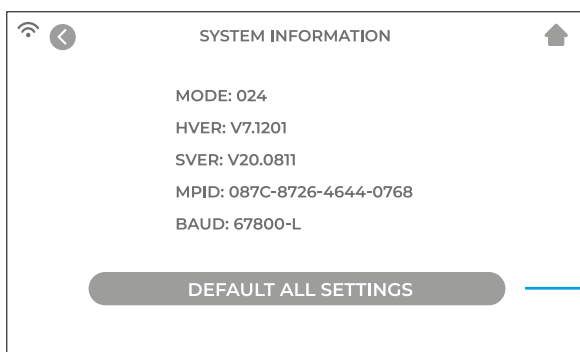 SYSTEM INFORMATION
MODE: 024
HVER: V7.1201
SVER: V20.0811
MPID: 087C-8726-4644-0768
BAUD: 67800-L
DEFAULT ALL SETTINGS